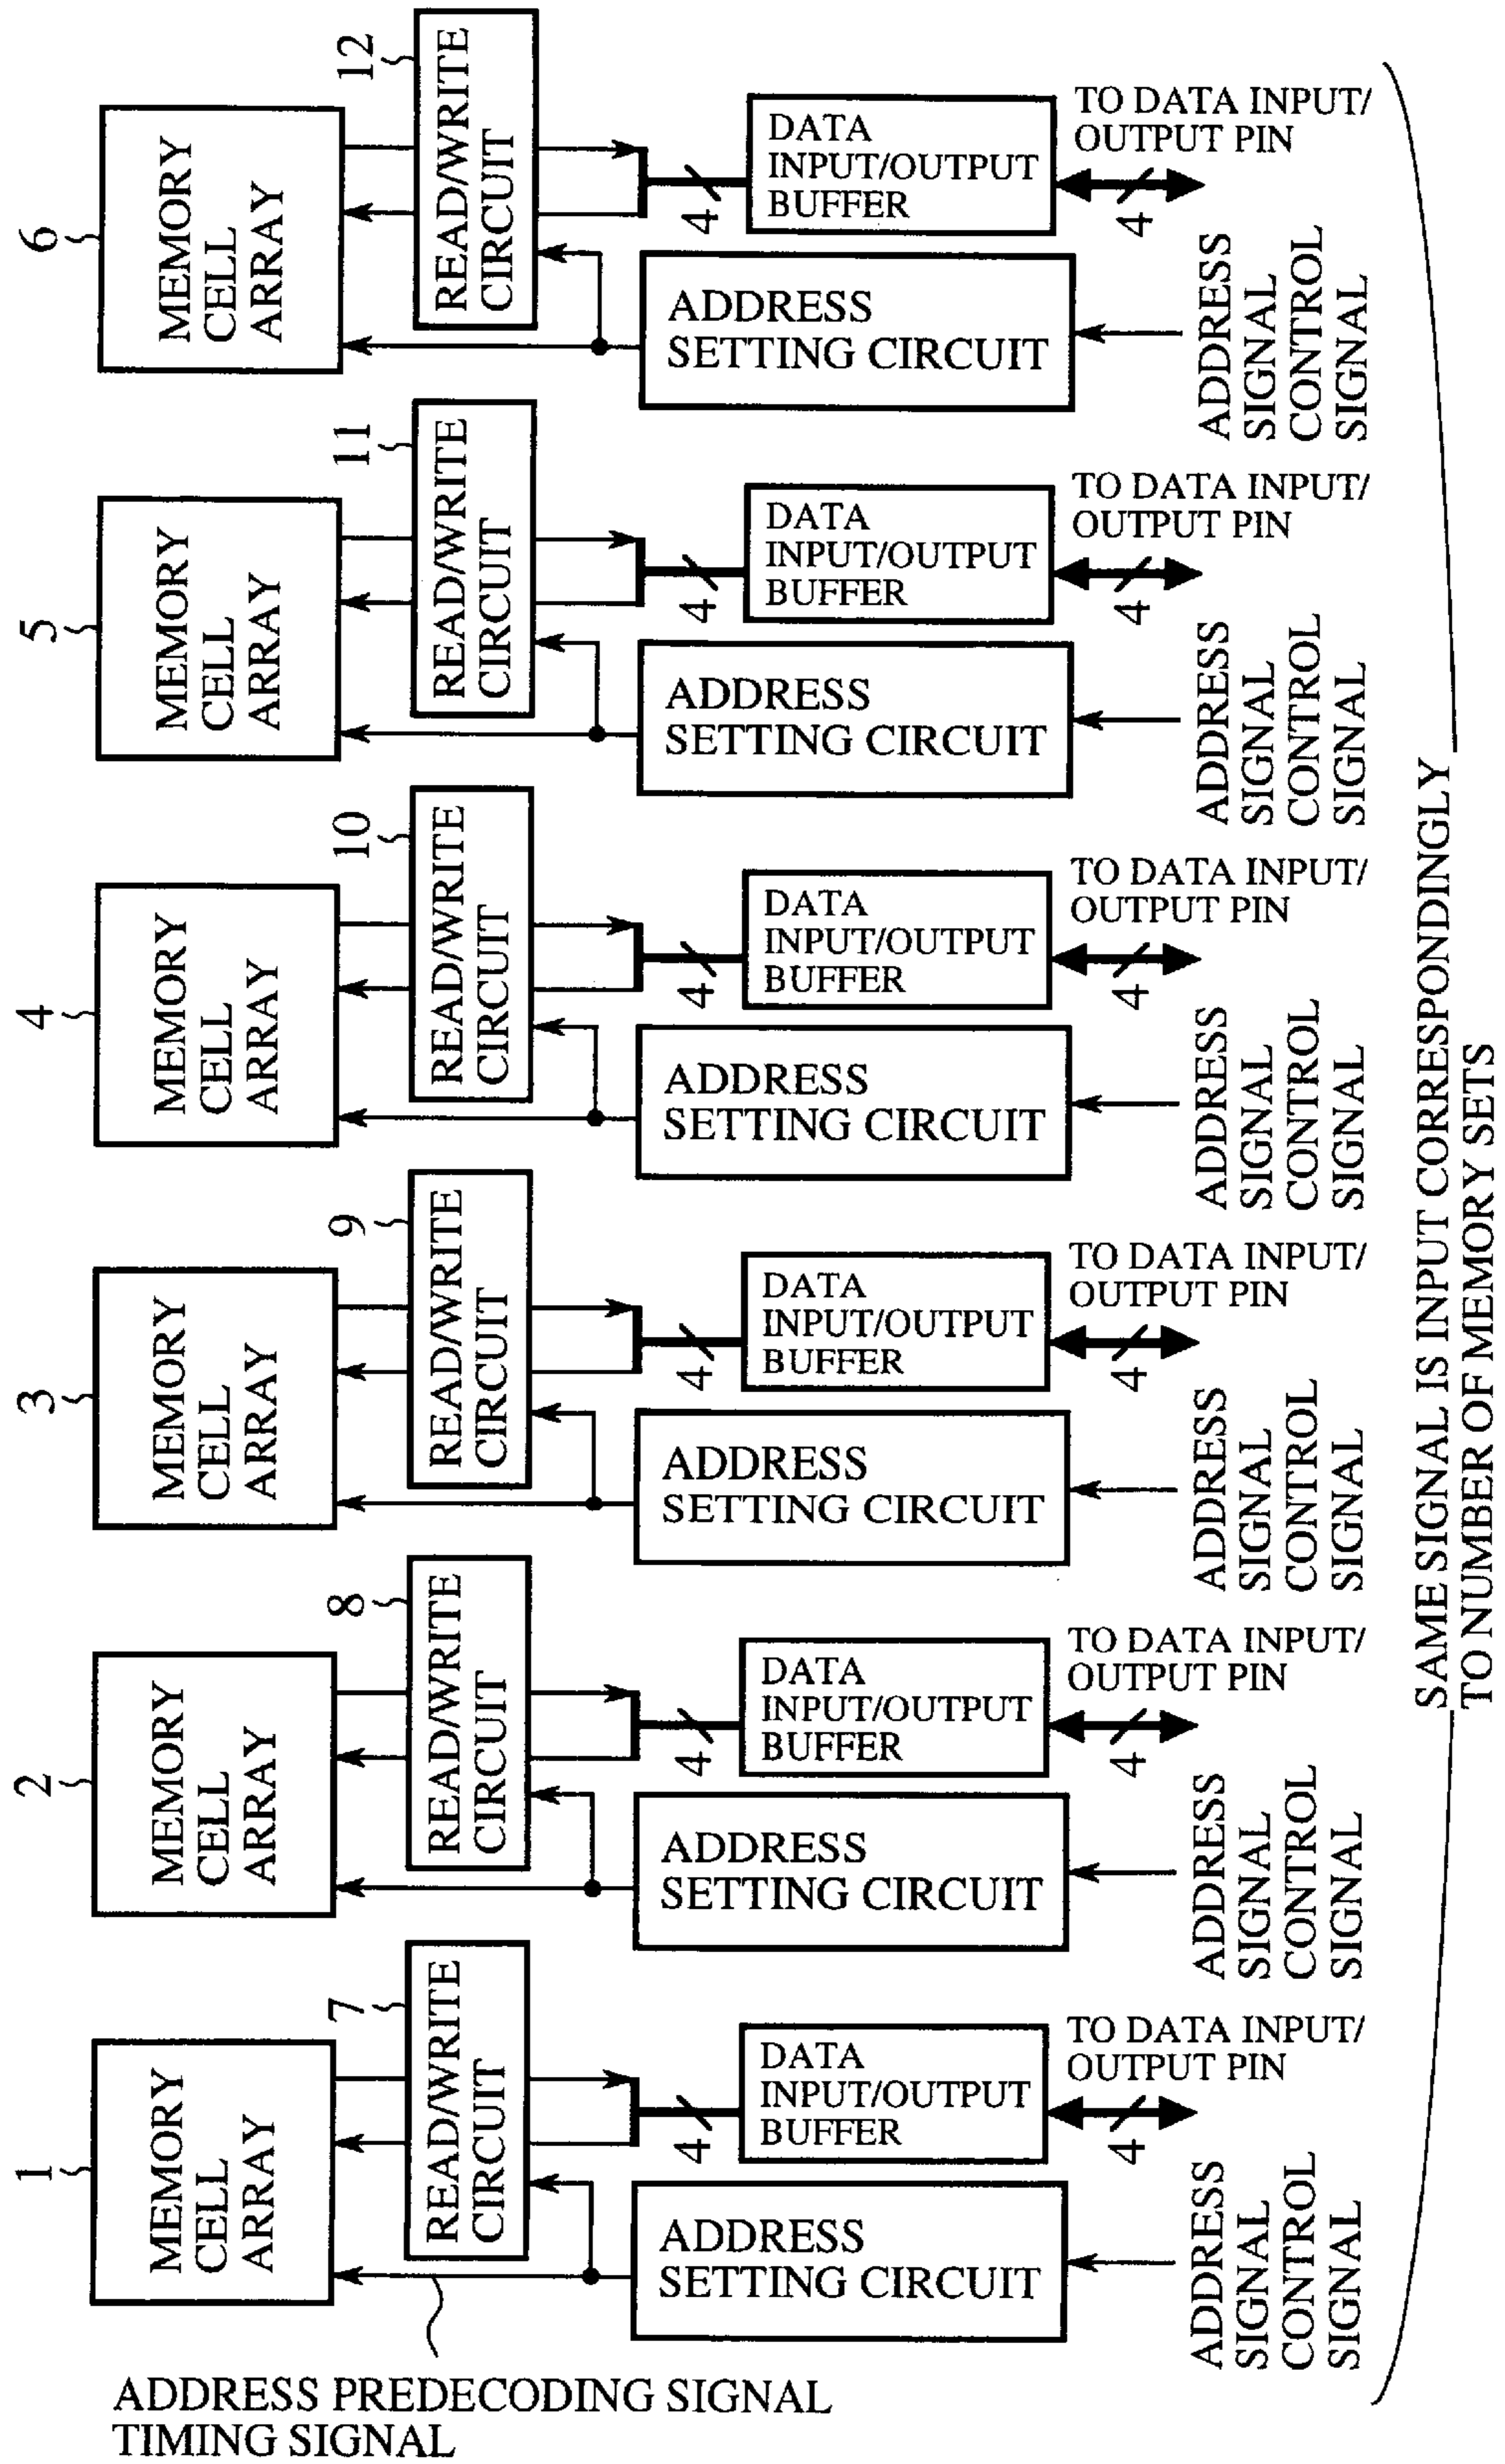 1
MEMORY
CELL
ARRAY
7
READ/WRITE
CIRCUIT
ADDRESS PREDECODING SIGNAL
TIMING SIGNAL
ADDRESS
SETTING CIRCUIT
4
DATA
INPUT/OUTPUT
BUFFER
4
TO DATA INPUT/
OUTPUT PIN
ADDRESS
SIGNAL
CONTROL
SIGNAL
2
MEMORY
CELL
ARRAY
8
READ/WRITE
CIRCUIT
ADDRESS
SETTING CIRCUIT
4
DATA
INPUT/OUTPUT
BUFFER
4
TO DATA INPUT/
OUTPUT PIN
ADDRESS
SIGNAL
CONTROL
SIGNAL
3
MEMORY
CELL
ARRAY
9
READ/WRITE
CIRCUIT
ADDRESS
SETTING CIRCUIT
4
DATA
INPUT/OUTPUT
BUFFER
4
TO DATA INPUT/
OUTPUT PIN
ADDRESS
SIGNAL
CONTROL
SIGNAL
4
MEMORY
CELL
ARRAY
10
READ/WRITE
CIRCUIT
ADDRESS
SETTING CIRCUIT
4
DATA
INPUT/OUTPUT
BUFFER
4
TO DATA INPUT/
OUTPUT PIN
ADDRESS
SIGNAL
CONTROL
SIGNAL
5
MEMORY
CELL
ARRAY
11
READ/WRITE
CIRCUIT
ADDRESS
SETTING CIRCUIT
4
DATA
INPUT/OUTPUT
BUFFER
4
TO DATA INPUT/
OUTPUT PIN
ADDRESS
SIGNAL
CONTROL
SIGNAL
6
MEMORY
CELL
ARRAY
12
READ/WRITE
CIRCUIT
ADDRESS
SETTING CIRCUIT
4
DATA
INPUT/OUTPUT
BUFFER
4
TO DATA INPUT/
OUTPUT PIN
ADDRESS
SIGNAL
CONTROL
SIGNAL
SAME SIGNAL IS INPUT CORRESPONDINGLY
TO NUMBER OF MEMORY SETS